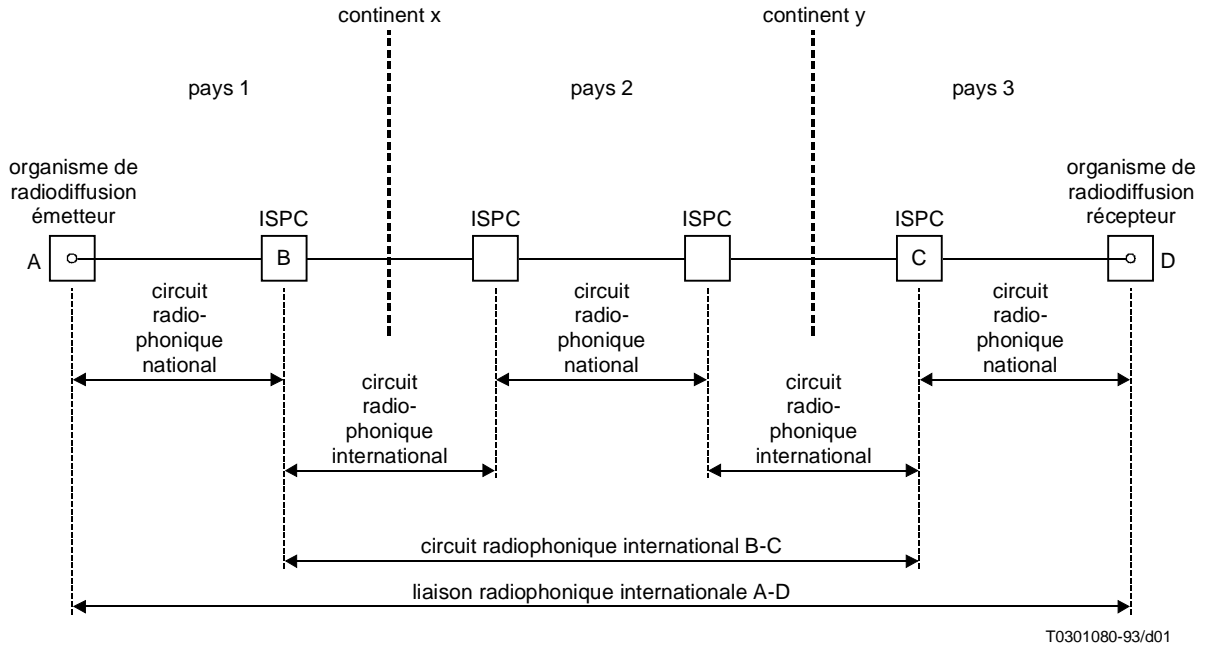 continent x
continent y
pays 1
pays 2
pays 3
organisme de
radiodiffusion
émetteur
organisme de
radiodiffusion
récepteur
ISPC
ISPC
ISPC
ISPC
A
B
C
D
circuit
radio-
phonique
national
circuit
radio-
phonique
national
circuit
radio-
phonique
national
circuit
radio-
phonique
international
circuit
radio-
phonique
international
circuit radiophonique international B-C
liaison radiophonique internationale A-D
T0301080-93/d01